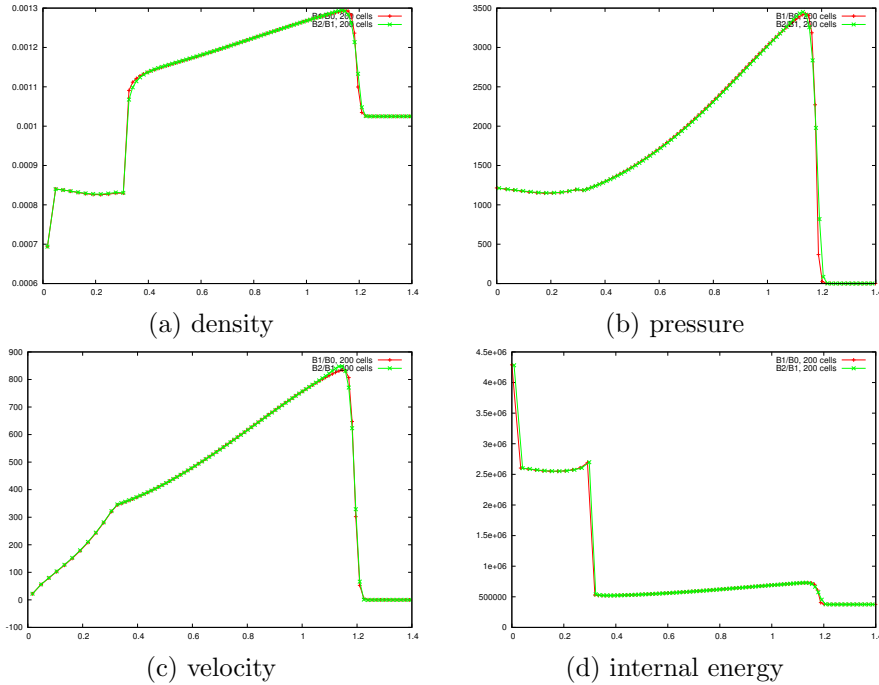 0.0013
0.0012
0.0011
0.001
0.0009
0.0008
0.0007
0.0006
0 0.2 0.4 0.6 0.8 1 1.2 1.4
B1/B0, 200 cells
B2/B1, 200 cells
(a) density
3500
3000
2500
2000
1500
1000
500
0
0 0.2 0.4 0.6 0.8 1 1.2 1.4
B1/B0, 200 cells
B2/B1, 200 cells
(b) pressure
900
800
700
600
500
400
300
200
100
0
-100
0 0.2 0.4 0.6 0.8 1 1.2 1.4
B1/B0, 200 cells
B2/B1, 200 cells
(c) velocity
4.5e+06
4e+06
3.5e+06
3e+06
2.5e+06
2e+06
1.5e+06
1e+06
500000
0
0 0.2 0.4 0.6 0.8 1 1.2 1.4
B1/B0, 200 cells
B2/B1, 200 cells
(d) internal energy